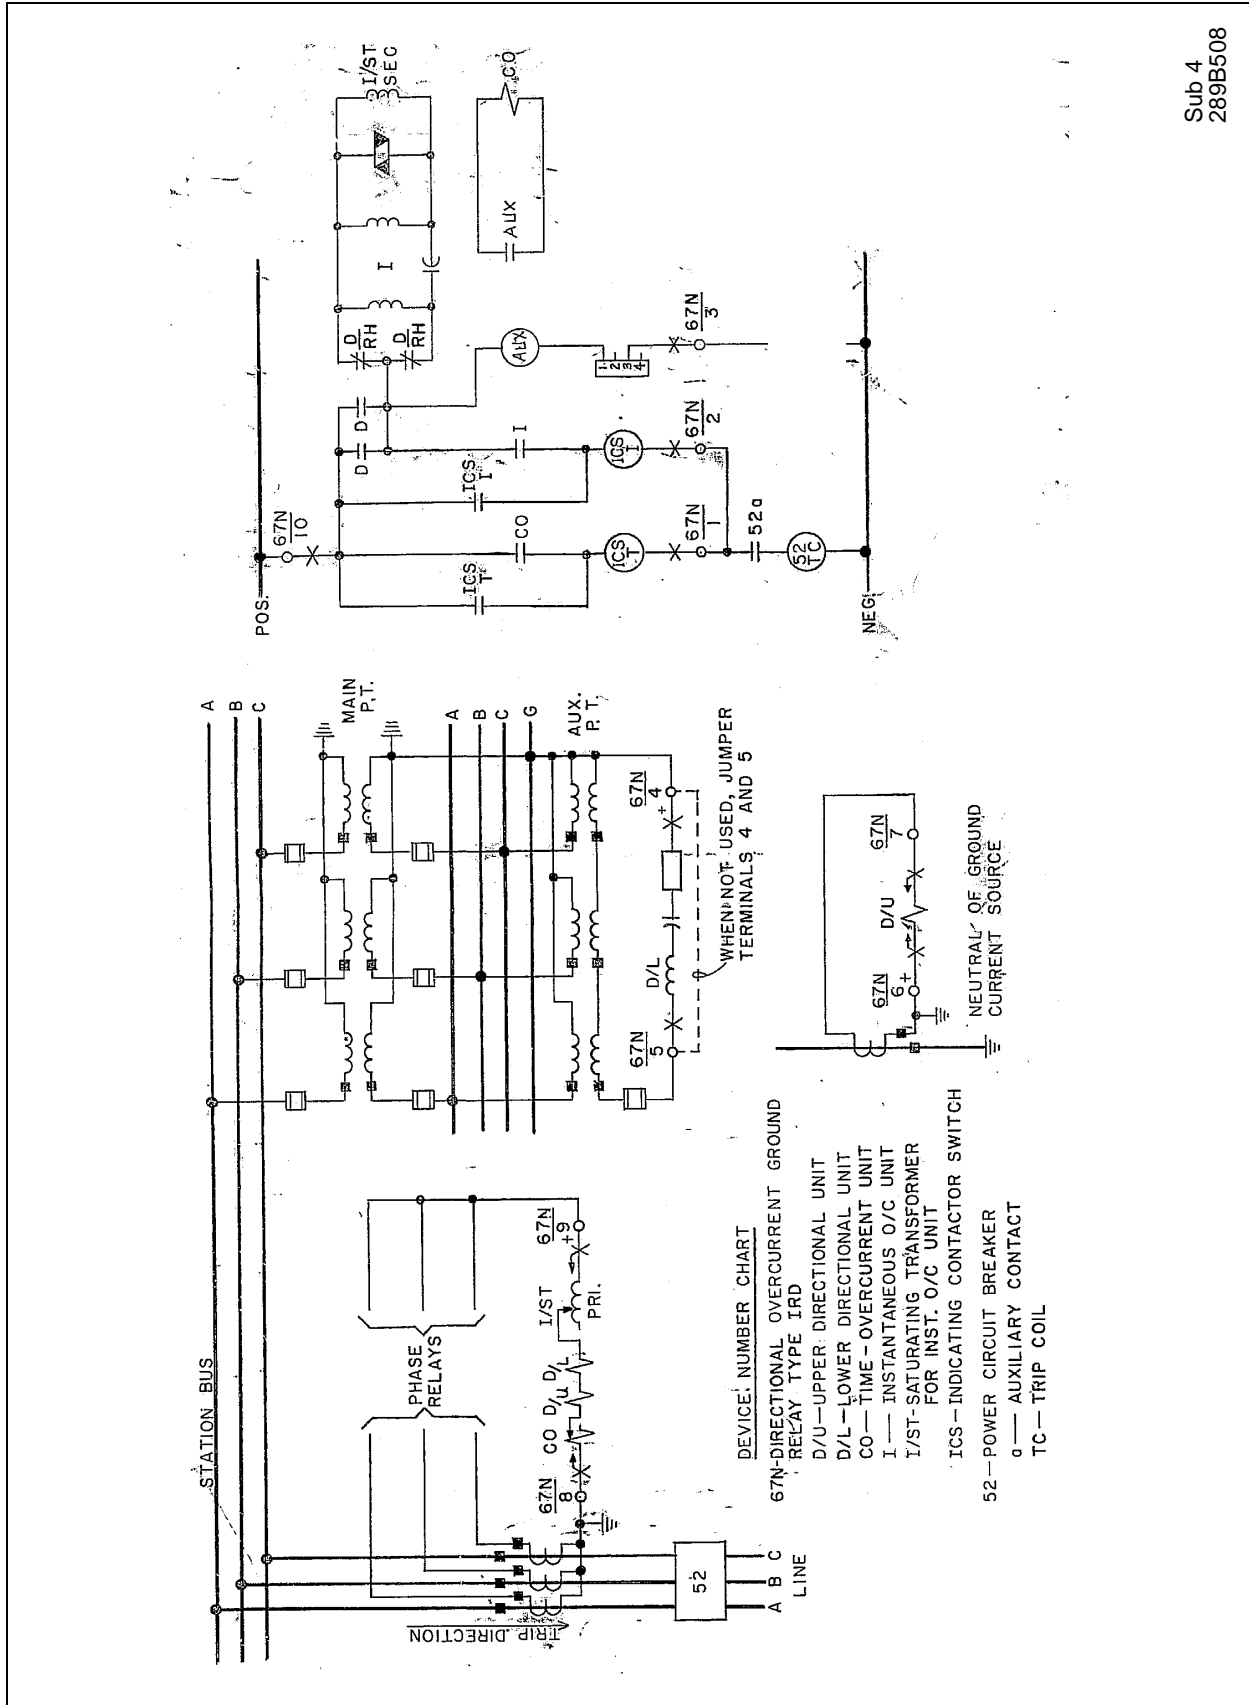 STATION BUS
A
B
C
PHASE
RELAYS
67N
8
CO D/U D/L
I/ST
PRI.
67N
+9
TRIP DIRECTION
52
A B C
LINE
MAIN
P.T.
A
B
C
G
AUX.
P.T.
67N
5
D/L
67N
4
+
WHEN NOT USED, JUMPER
TERMINALS 4 AND 5
67N
6
+
D/U
67N
7
NEUTRAL OF GROUND
CURRENT SOURCE
POS.
67N
10
ICS
T
CO
ICS
I
D
D
I
D
RH
D
RH
I
I/ST
SEC
ICS
T
ICS
I
AUX
1
2
3
4
67N
1
67N
2
67N
3
52a
52
TC
NEG.
AUX
CO
DEVICE NUMBER CHART
67N-DIRECTIONAL OVERCURRENT GROUND
RELAY TYPE IRD
D/U—UPPER DIRECTIONAL UNIT
D/L—LOWER DIRECTIONAL UNIT
CO—TIME-OVERCURRENT UNIT
I—INSTANTANEOUS O/C UNIT
I/ST-SATURATING TRANSFORMER
FOR INST. O/C UNIT
ICS-INDICATING CONTACTOR SWITCH
52—POWER CIRCUIT BREAKER
a—AUXILIARY CONTACT
TC—TRIP COIL
Sub 4
289B508